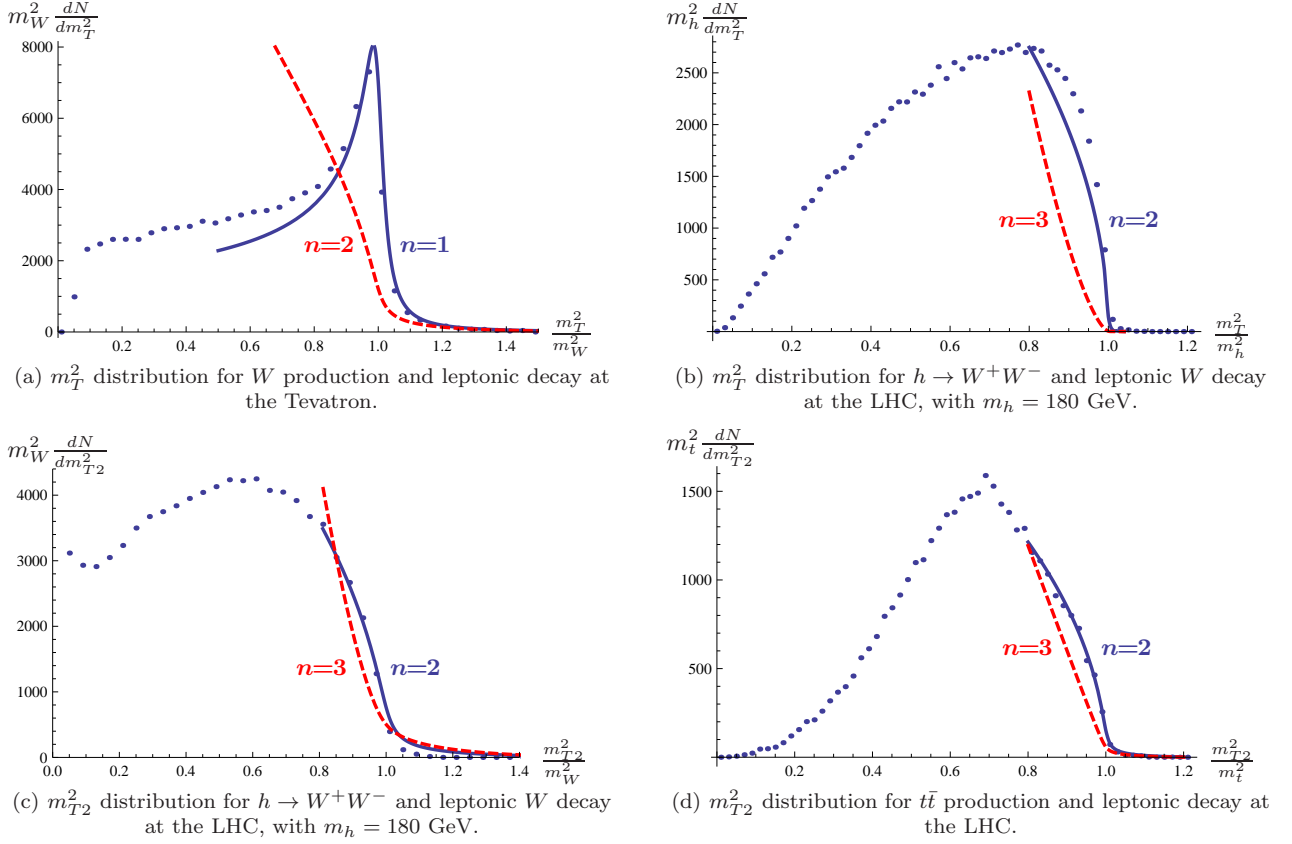 m_W^2 dN/dm_T^2
8000
6000
4000
2000
0
0.2 0.4 0.6 0.8 1.0 1.2 1.4
n=2 n=1
m_T^2/m_W^2
(a) m_T^2 distribution for W production and leptonic decay at
the Tevatron.
m_h^2 dN/dm_T^2
2500
2000
1500
1000
500
0.2 0.4 0.6 0.8 1.0 1.2
n=3 n=2
m_T^2/m_h^2
(b) m_T^2 distribution for h → W^+W^- and leptonic W decay
at the LHC, with m_h = 180 GeV.
m_W^2 dN/dm_{T2}^2
4000
3000
2000
1000
0
0.0 0.2 0.4 0.6 0.8 1.0 1.2 1.4
n=3 n=2
m_{T2}^2/m_W^2
(c) m_{T2}^2 distribution for h → W^+W^- and leptonic W decay
at the LHC, with m_h = 180 GeV.
m_t^2 dN/dm_{T2}^2
1500
1000
500
0.2 0.4 0.6 0.8 1.0 1.2
n=3 n=2
m_{T2}^2/m_t^2
(d) m_{T2}^2 distribution for tt̄ production and leptonic decay at
the LHC.